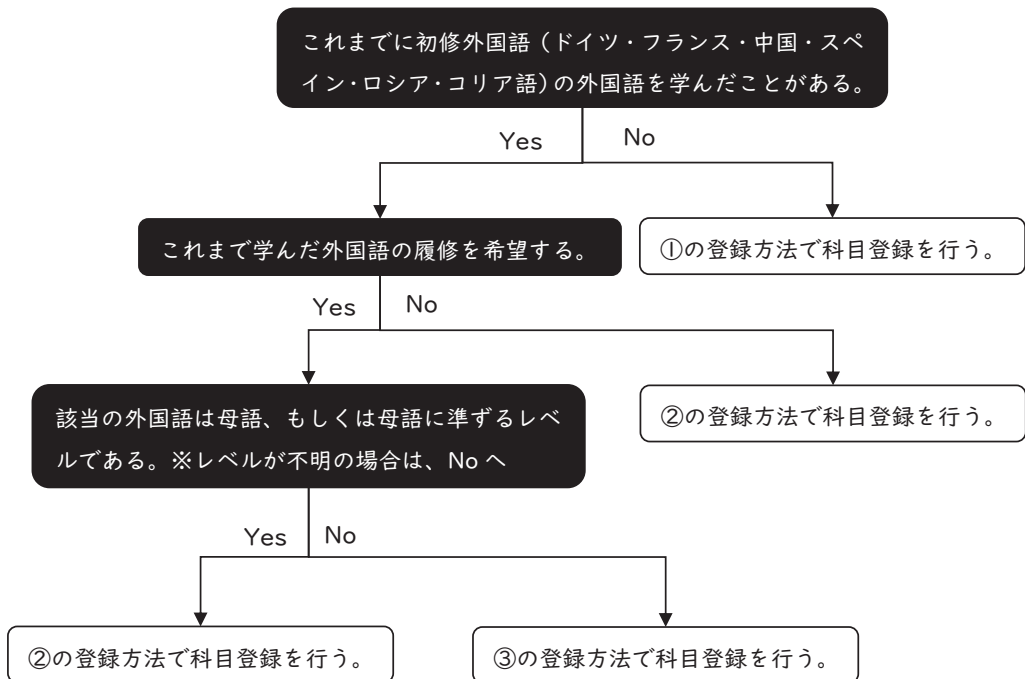 これまでに初修外国語（ドイツ・フランス・中国・スペ
イン・ロシア・コリア語）の外国語を学んだことがある。
Yes
No
これまで学んだ外国語の履修を希望する。
①の登録方法で科目登録を行う。
Yes
No
該当の外国語は母語、もしくは母語に準ずるレベ
ルである。※レベルが不明の場合は、No へ
②の登録方法で科目登録を行う。
Yes
No
②の登録方法で科目登録を行う。
③の登録方法で科目登録を行う。